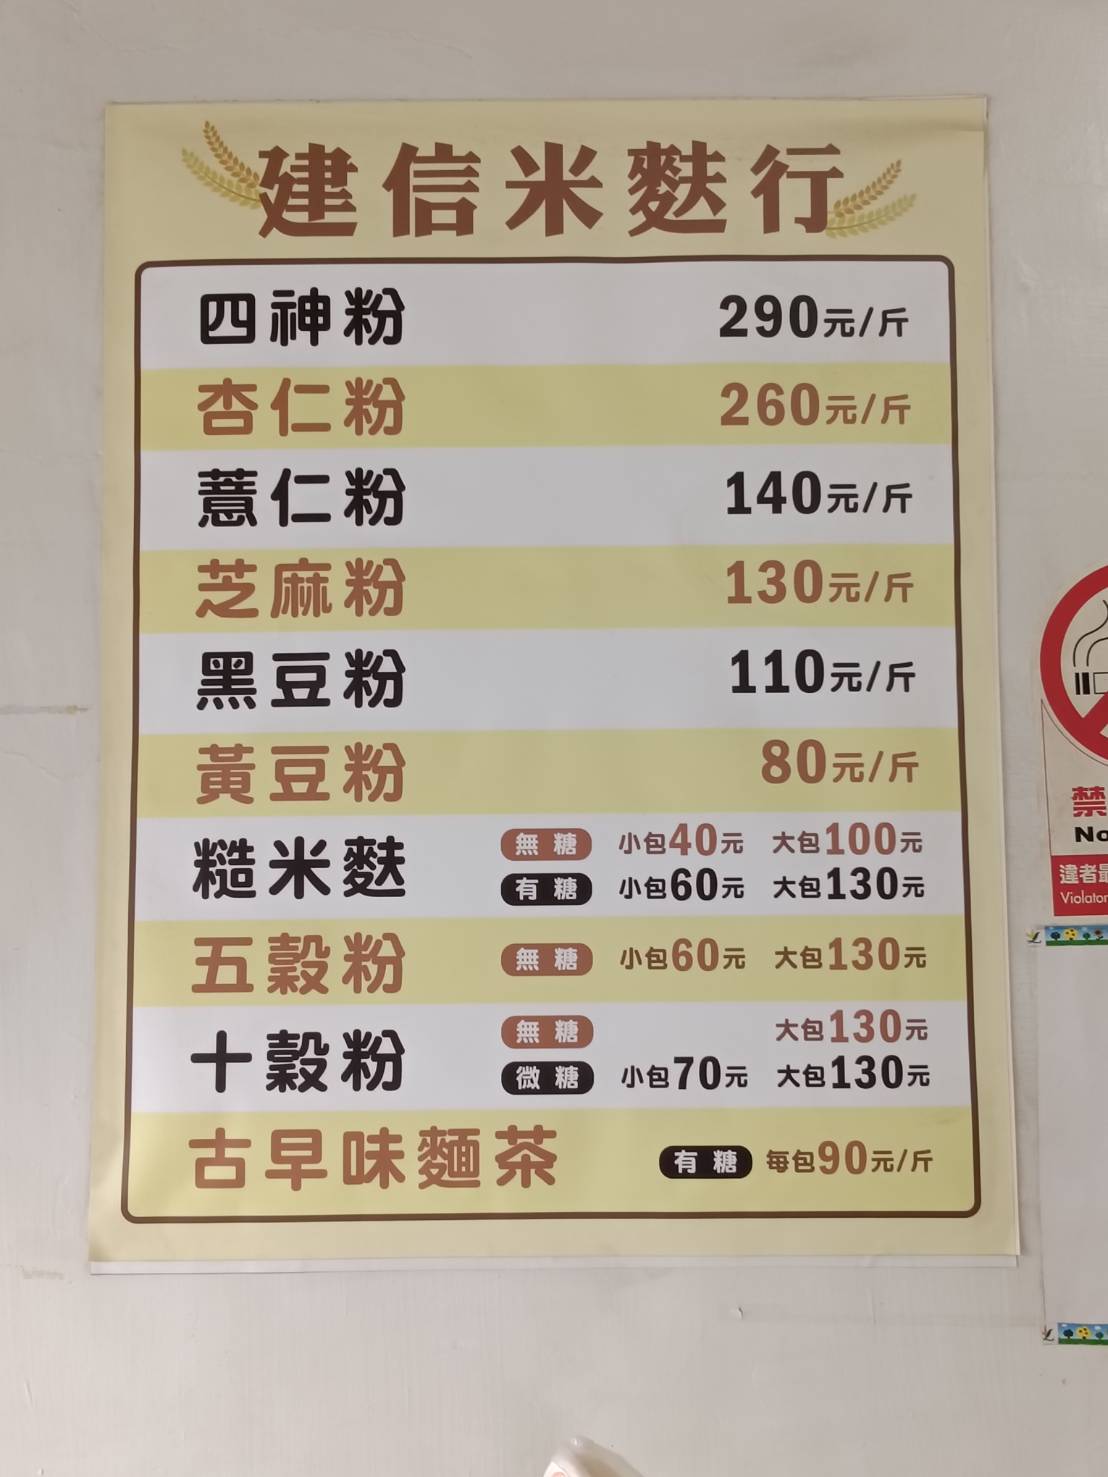 建信米麩行
四神粉 290元/斤
杏仁粉 260元/斤
薏仁粉 140元/斤
芝麻粉 130元/斤
黑豆粉 110元/斤
黃豆粉 80元/斤
糙米麩 無糖 小包40元 大包100元
有糖 小包60元 大包130元
五穀粉 無糖 小包60元 大包130元
十穀粉 無糖 大包130元
微糖 小包70元 大包130元
古早味麵茶 有糖 每包90元/斤
禁
No
違者
Violator